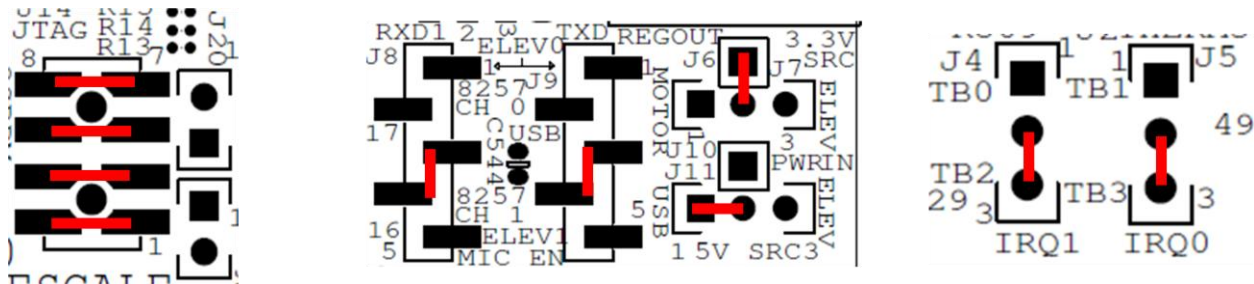 JTAG R14
R13
J20
1
8 7
1
RXD1 2 3 TXD
ELEV0
J8
1
J9
1
8257
CH 0
17
USB
C544
8257
CH 1
16
5
5
ELEV1
MIC EN
REGOUT
3.3V
SRC
J6
J7
MOTOR
ELEV
1
3
J10
J11
PWRIN
USB
ELEV
1 5V SRC3
J4
1
1
J5
TB0
TB1
49
TB2
TB3
29
3
3
IRQ1
IRQ0